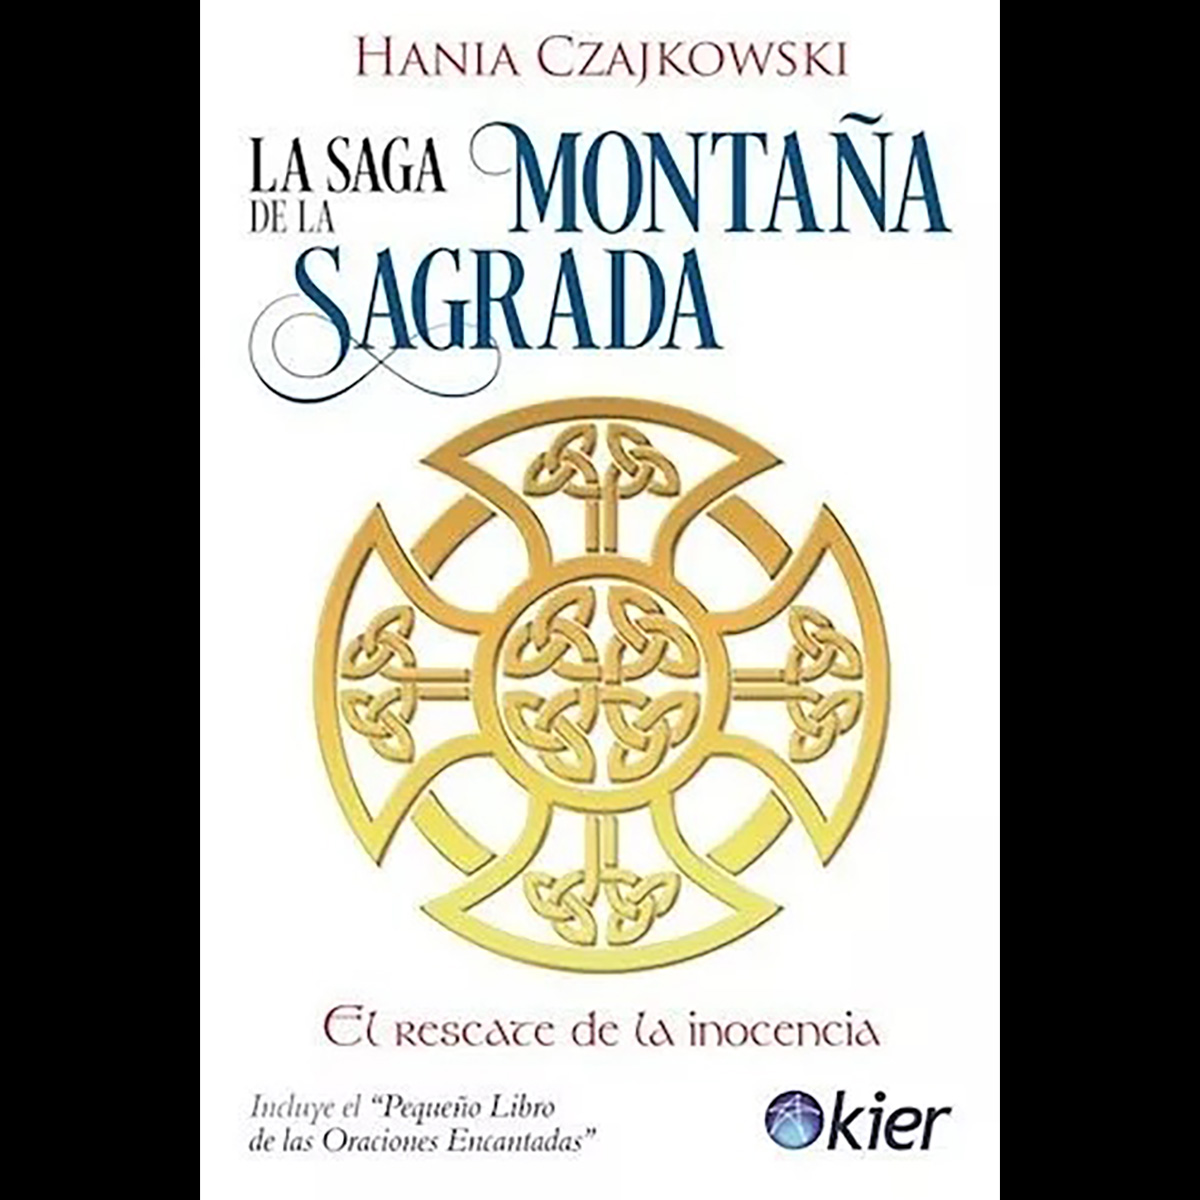 HANIA CZAJKOWSKI
LA SAGA
DE LA
MONTAÑA
SAGRADA
El rescate de la inocencia
Incluye el “Pequeño Libro
de las Oraciones Encantadas”
kier